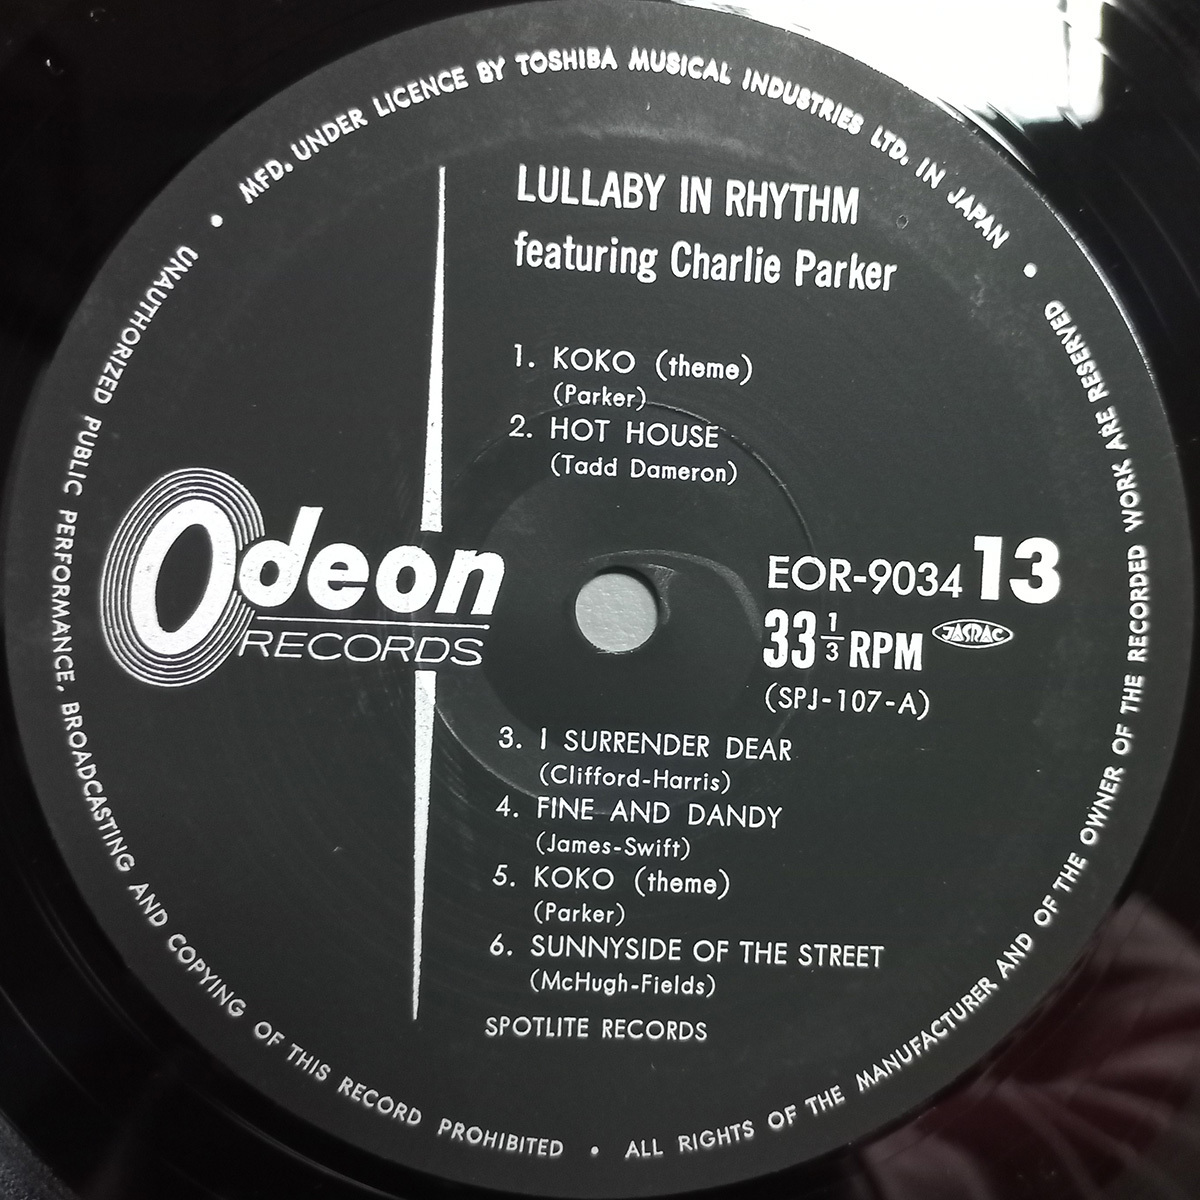 MFD. UNDER LICENCE BY TOSHIBA MUSICAL INDUSTRIES LTD. IN JAPAN •
LULLABY IN RHYTHM
featuring Charlie Parker
1. KOKO (theme)
(Parker)
2. HOT HOUSE
(Tadd Dameron)
Odeon
RECORDS
EOR-9034 13
33 1/3 RPM JASRAC
(SPJ-107-A)
3. I SURRENDER DEAR
(Clifford-Harris)
4. FINE AND DANDY
(James-Swift)
5. KOKO (theme)
(Parker)
6. SUNNYSIDE OF THE STREET
(McHugh-Fields)
SPOTLITE RECORDS
UNAUTHORIZED PUBLIC PERFORMANCE, BROADCASTING AND COPYING OF THIS RECORD PROHIBITED • ALL RIGHTS OF THE MANUFACTURER AND OF THE OWNER OF THE RECORDED WORK ARE RESERVED •